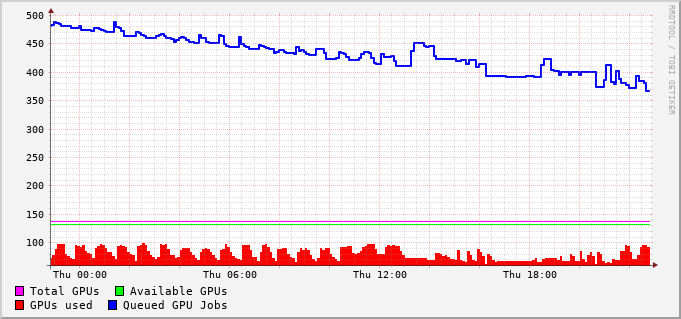 500
450
400
350
300
250
200
150
100
Thu 00:00 Thu 06:00 Thu 12:00 Thu 18:00
Total GPUs Available GPUs
GPUs used Queued GPU Jobs
RRDTOOL / TOBI OETIKER